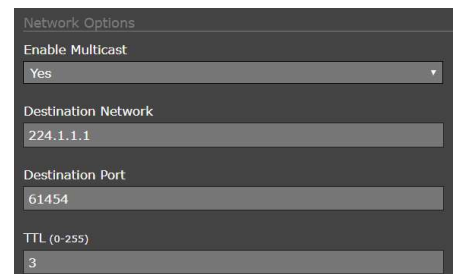 Network Options
Enable Multicast
Yes
Destination Network
224.1.1.1
Destination Port
61454
TTL (0-255)
3